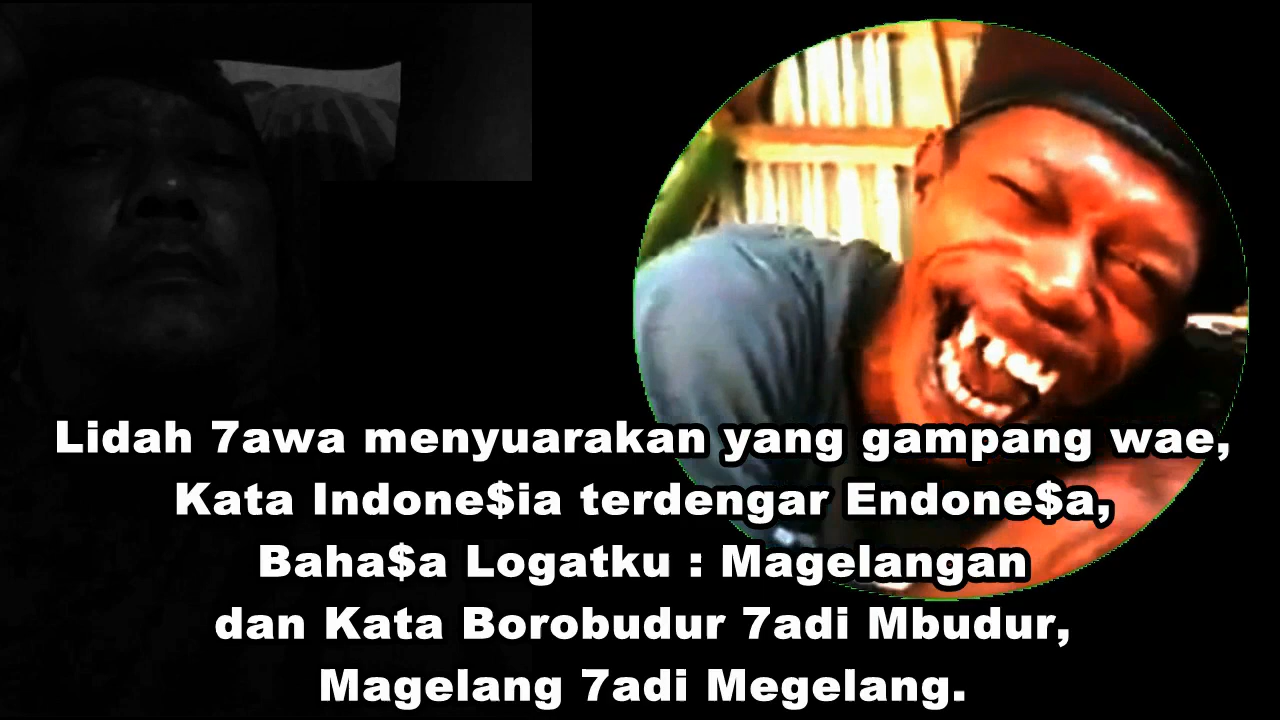 Lidah 7awa menyuarakan yang gampang wae,
Kata Indone$ia terdengar Endone$a,
Baha$a Logatku : Magelangan
dan Kata Borobudur 7adi Mbudur,
Magelang 7adi Megelang.